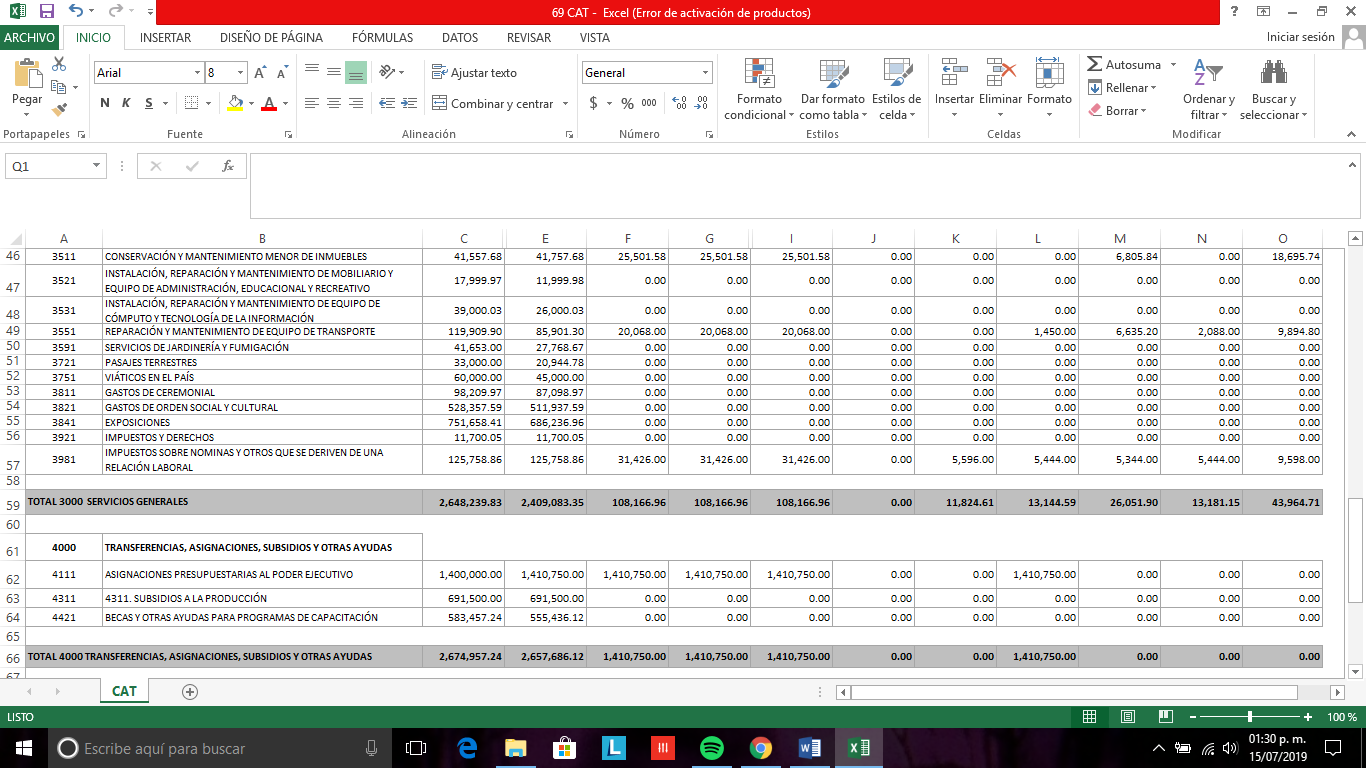 69 CAT - Excel (Error de activación de productos)
ARCHIVO INICIO INSERTAR DISEÑO DE PÁGINA FÓRMULAS DATOS REVISAR VISTA Iniciar sesión
Arial 8 Ajustar texto General Autosuma
Pegar Rellenar
N K S Combinar y centrar $ % 000 Formato condicional Dar formato como tabla Estilos de celda Insertar Eliminar Formato Borrar Ordenar y filtrar Buscar y seleccionar
Portapapeles Fuente Alineación Número Estilos Celdas Modificar
Q1 fx
A B C E F G I J K L M N O
46 3511 CONSERVACIÓN Y MANTENIMIENTO MENOR DE INMUEBLES 41,557.68 41,757.68 25,501.58 25,501.58 25,501.58 0.00 0.00 0.00 6,805.84 0.00 18,695.74
47 3521 INSTALACIÓN, REPARACIÓN Y MANTENIMIENTO DE MOBILIARIO Y
EQUIPO DE ADMINISTRACIÓN, EDUCACIONAL Y RECREATIVO 17,999.97 11,999.98 0.00 0.00 0.00 0.00 0.00 0.00 0.00 0.00 0.00
48 3531 INSTALACIÓN, REPARACIÓN Y MANTENIMIENTO DE EQUIPO DE
CÓMPUTO Y TECNOLOGÍA DE LA INFORMACIÓN 39,000.03 26,000.03 0.00 0.00 0.00 0.00 0.00 0.00 0.00 0.00 0.00
49 3551 REPARACIÓN Y MANTENIMIENTO DE EQUIPO DE TRANSPORTE 119,909.90 85,901.30 20,068.00 20,068.00 20,068.00 0.00 0.00 1,450.00 6,635.20 2,088.00 9,894.80
50 3591 SERVICIOS DE JARDINERÍA Y FUMIGACIÓN 41,653.00 27,768.67 0.00 0.00 0.00 0.00 0.00 0.00 0.00 0.00 0.00
51 3721 PASAJES TERRESTRES 33,000.00 20,944.78 0.00 0.00 0.00 0.00 0.00 0.00 0.00 0.00 0.00
52 3751 VIÁTICOS EN EL PAÍS 60,000.00 45,000.00 0.00 0.00 0.00 0.00 0.00 0.00 0.00 0.00 0.00
53 3811 GASTOS DE CEREMONIAL 98,209.97 87,098.97 0.00 0.00 0.00 0.00 0.00 0.00 0.00 0.00 0.00
54 3821 GASTOS DE ORDEN SOCIAL Y CULTURAL 528,357.59 511,937.59 0.00 0.00 0.00 0.00 0.00 0.00 0.00 0.00 0.00
55 3841 EXPOSICIONES 751,658.41 686,236.96 0.00 0.00 0.00 0.00 0.00 0.00 0.00 0.00 0.00
56 3921 IMPUESTOS Y DERECHOS 11,700.05 11,700.05 0.00 0.00 0.00 0.00 0.00 0.00 0.00 0.00 0.00
57 3981 IMPUESTOS SOBRE NOMINAS Y OTROS QUE SE DERIVEN DE UNA
RELACIÓN LABORAL 125,758.86 125,758.86 31,426.00 31,426.00 31,426.00 0.00 5,596.00 5,444.00 5,344.00 5,444.00 9,598.00
58
59 TOTAL 3000 SERVICIOS GENERALES 2,648,239.83 2,409,083.35 108,166.96 108,166.96 108,166.96 0.00 11,824.61 13,144.59 26,051.90 13,181.15 43,964.71
60
61 4000 TRANSFERENCIAS, ASIGNACIONES, SUBSIDIOS Y OTRAS AYUDAS
62 4111 ASIGNACIONES PRESUPUESTARIAS AL PODER EJECUTIVO 1,400,000.00 1,410,750.00 1,410,750.00 1,410,750.00 1,410,750.00 0.00 0.00 1,410,750.00 0.00 0.00 0.00
63 4311 4311. SUBSIDIOS A LA PRODUCCIÓN 691,500.00 691,500.00 0.00 0.00 0.00 0.00 0.00 0.00 0.00 0.00 0.00
64 4421 BECAS Y OTRAS AYUDAS PARA PROGRAMAS DE CAPACITACIÓN 583,457.24 555,436.12 0.00 0.00 0.00 0.00 0.00 0.00 0.00 0.00 0.00
65
66 TOTAL 4000 TRANSFERENCIAS, ASIGNACIONES, SUBSIDIOS Y OTRAS AYUDAS 2,674,957.24 2,657,686.12 1,410,750.00 1,410,750.00 1,410,750.00 0.00 0.00 1,410,750.00 0.00 0.00 0.00
67
CAT
LISTO 100 %
Escribe aquí para buscar
01:30 p. m.
15/07/2019